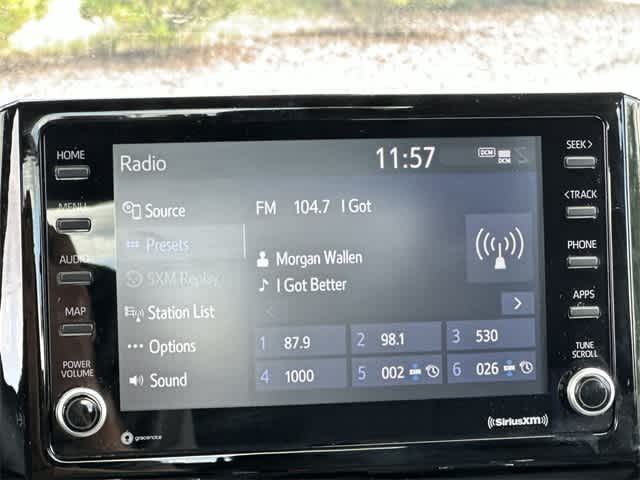 HOME
MENU
AUDIO
MAP
POWER
VOLUME
Radio
11:57
DCM
DCM
Source
Presets
SXM Replay
Station List
Options
Sound
FM 104.7 I Got
Morgan Wallen
I Got Better
1 87.9
2 98.1
3 530
4 1000
5 002
6 026
SEEK >
< TRACK
PHONE
APPS
TUNE
SCROLL
gracenote
((SiriusXM))